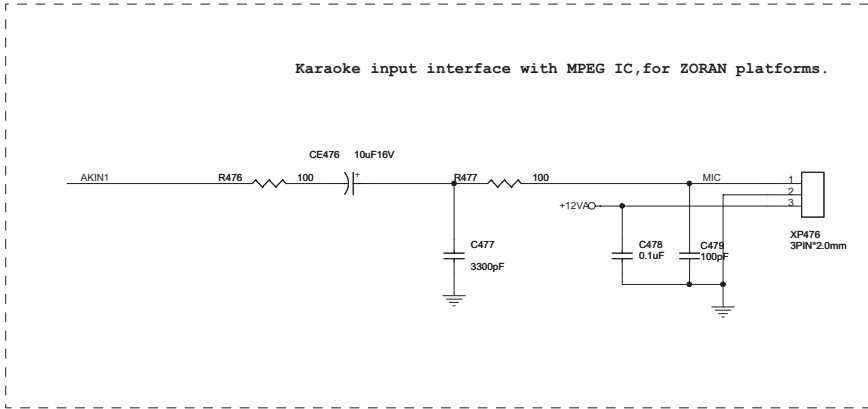 Karaoke input interface with MPEG IC,for ZORAN platforms.
CE476 10uF16V
AKIN1 R476 100 + R477 100 MIC 1
2
+12VA 3
XP476
3PIN*2.0mm
C477
3300pF
C478
0.1uF
C479
100pF